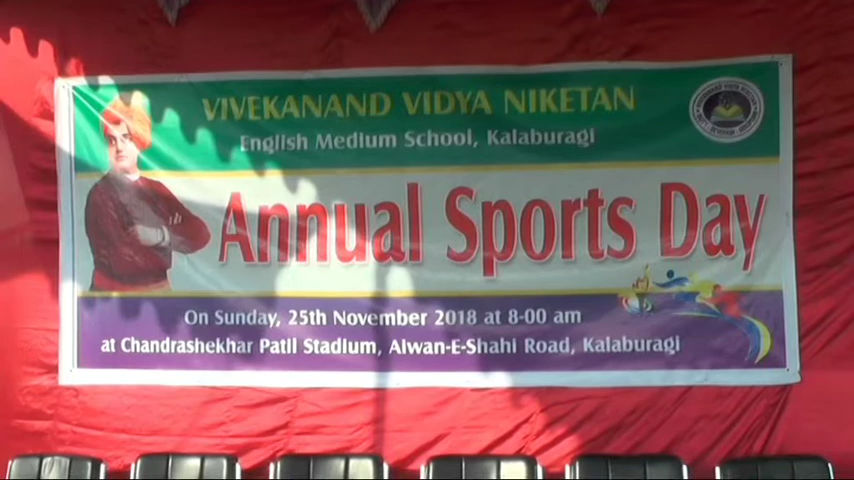 VIVEKANAND VIDYA NIKETAN
English Medium School, Kalaburagi
Annual Sports Day
On Sunday, 25th November 2018 at 8-00 am
at Chandrashekhar Patil Stadium, Aiwan-E-Shahi Road, Kalaburagi